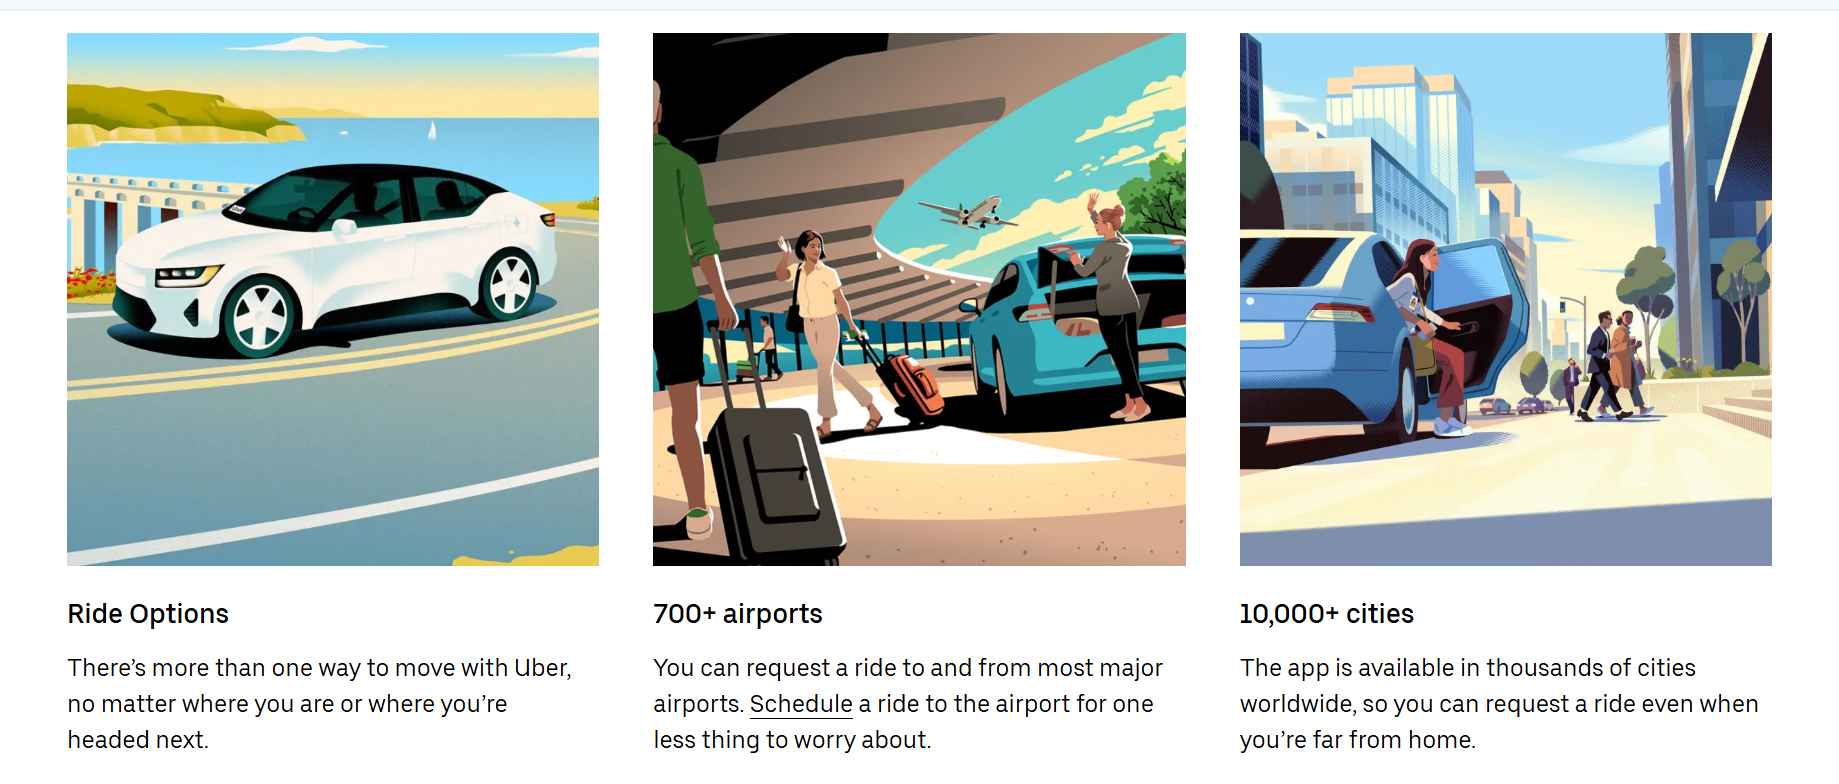 Ride Options
There’s more than one way to move with Uber,
no matter where you are or where you’re
headed next.
700+ airports
You can request a ride to and from most major
airports. Schedule a ride to the airport for one
less thing to worry about.
10,000+ cities
The app is available in thousands of cities
worldwide, so you can request a ride even when
you’re far from home.